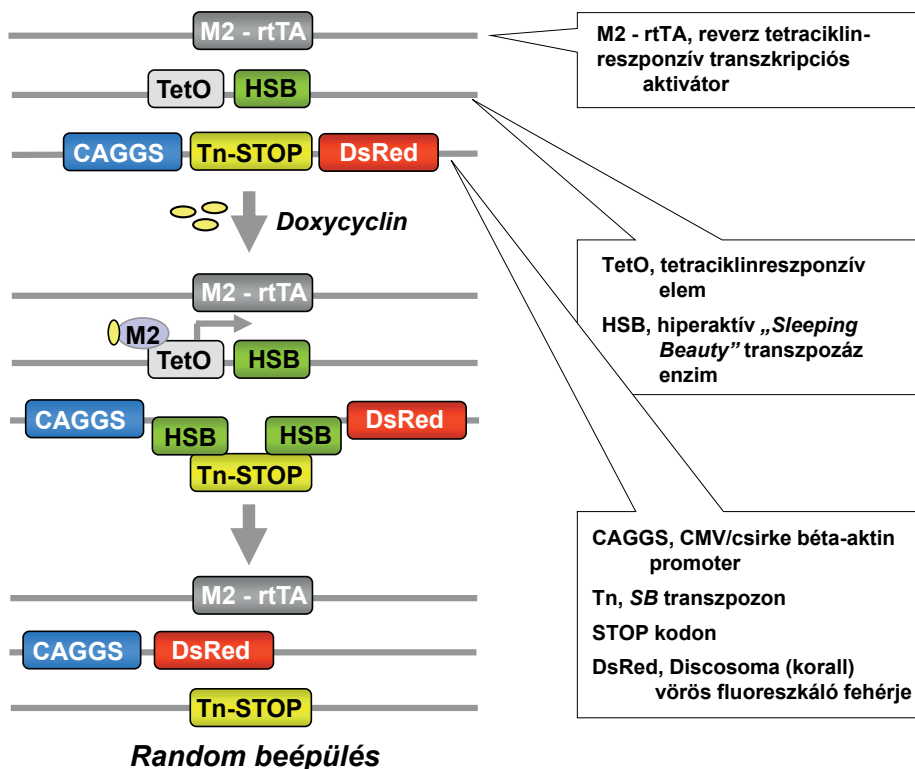 M2 - rtTA
TetO HSB
CAGGS Tn-STOP DsRed
Doxycyclin
M2 - rtTA
M2
TetO HSB
CAGGS HSB HSB DsRed
Tn-STOP
M2 - rtTA
CAGGS DsRed
Tn-STOP
Random beépülés
M2 - rtTA, reverz tetraciklin-
reszponzív transzkripciós
aktivátor
TetO, tetraciklinreszponzív
elem
HSB, hiperaktív „Sleeping
Beauty” transzpozáz
enzim
CAGGS, CMV/csirke béta-aktin
promoter
Tn, SB transzpozon
STOP kodon
DsRed, Discosoma (korall)
vörös fluoreszkáló fehérje